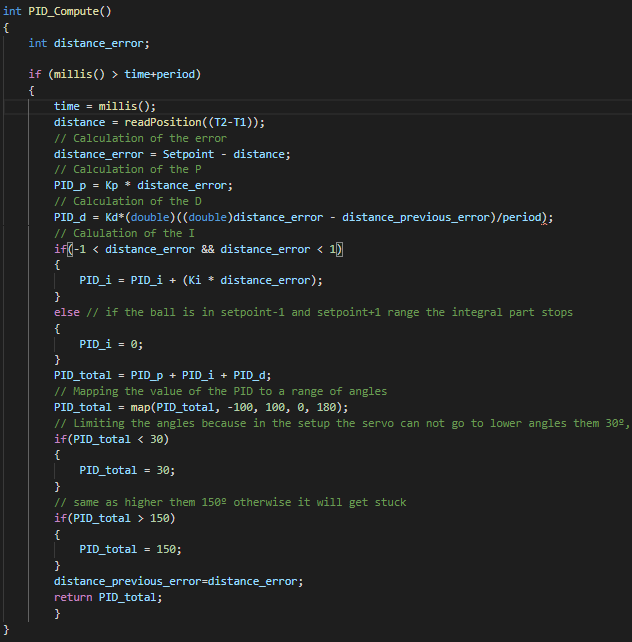 int PID_Compute()
{
int distance_error;
if (millis() > time+period)
{
time = millis();
distance = readPosition((T2-T1));
// Calculation of the error
distance_error = Setpoint - distance;
// Calculation of the P
PID_p = Kp * distance_error;
// Calculation of the D
PID_d = Kd*(double)((double)distance_error - distance_previous_error)/period);
// Calulation of the I
if(-1 < distance_error && distance_error < 1)
{
PID_i = PID_i + (Ki * distance_error);
}
else // if the ball is in setpoint-1 and setpoint+1 range the integral part stops
{
PID_i = 0;
}
PID_total = PID_p + PID_i + PID_d;
// Mapping the value of the PID to a range of angles
PID_total = map(PID_total, -100, 100, 0, 180);
// Limiting the angles because in the setup the servo can not go to lower angles them 30º,
if(PID_total < 30)
{
PID_total = 30;
}
// same as higher them 150º otherwise it will get stuck
if(PID_total > 150)
{
PID_total = 150;
}
distance_previous_error=distance_error;
return PID_total;
}
}